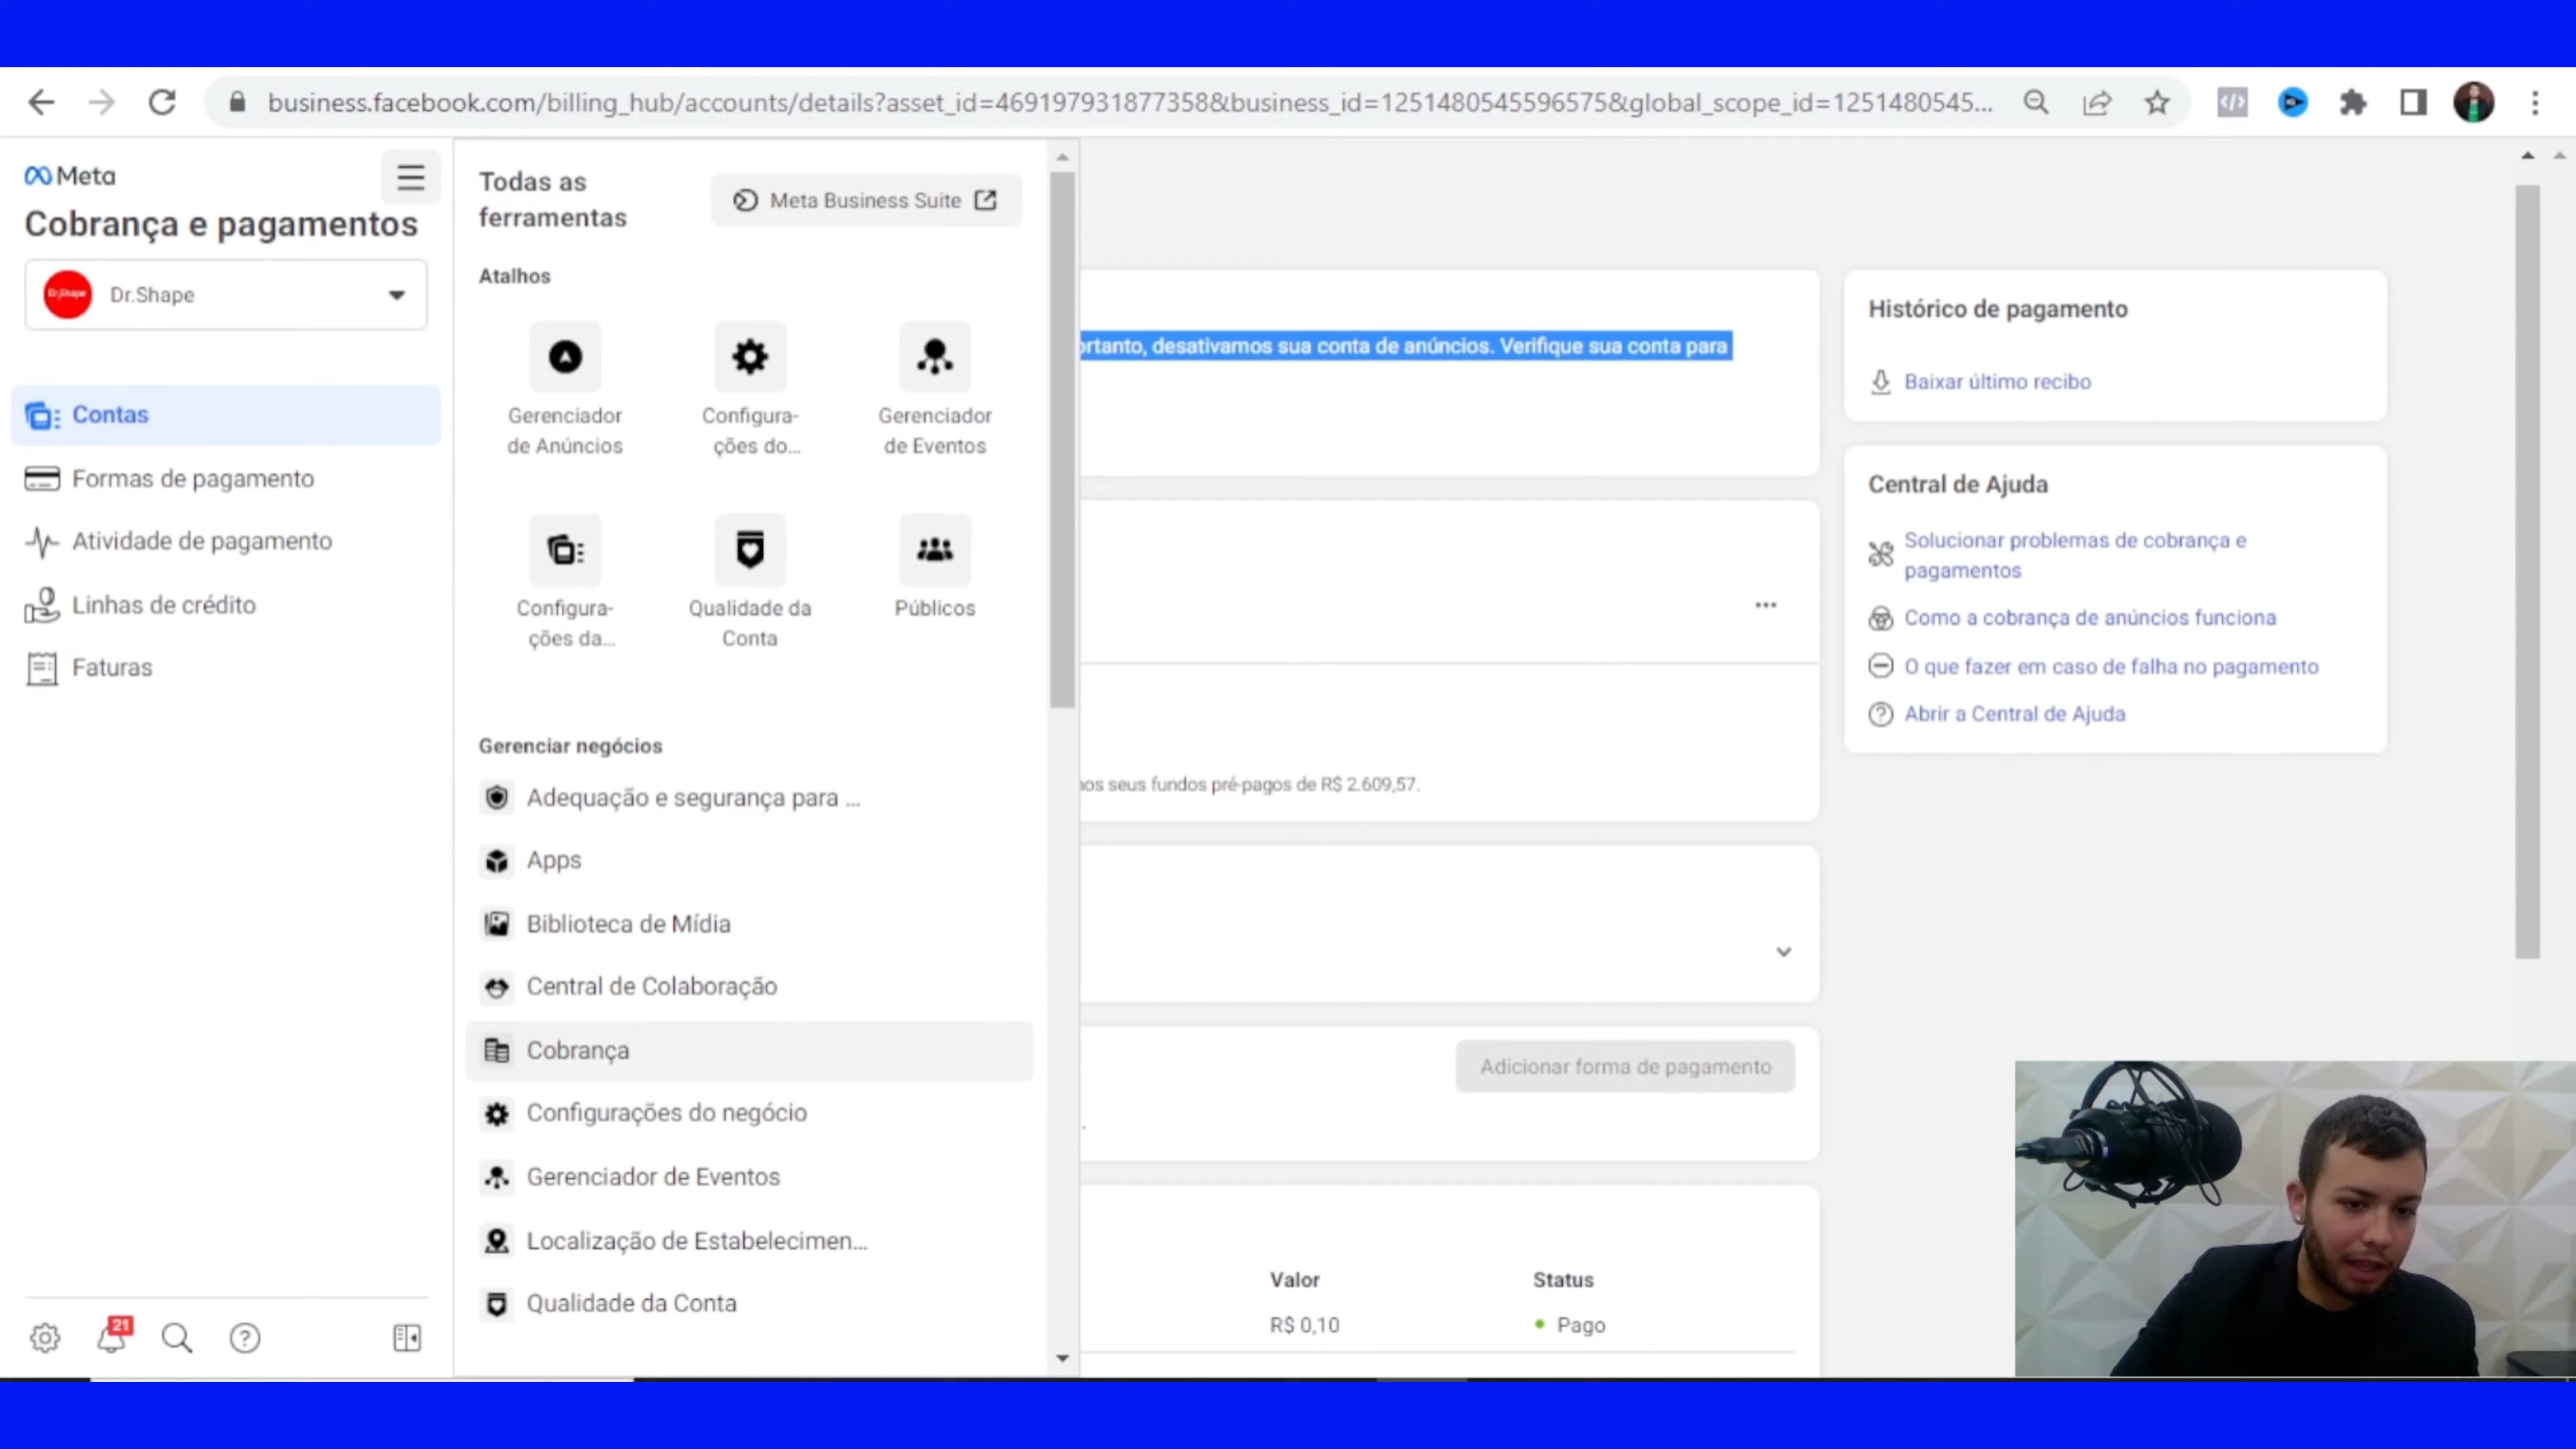 business.facebook.com/billing_hub/accounts/details?asset_id=469197931877358&business_id=1251480545596575&global_scope_id=1251480545...
Meta
Cobrança e pagamentos
Dr.Shape
Dr.Shape
Contas
Formas de pagamento
Atividade de pagamento
Linhas de crédito
Faturas
21
Todas as
ferramentas
Meta Business Suite
Atalhos
Gerenciador
de Anúncios
Configura-
ções do...
Gerenciador
de Eventos
Configura-
ções da...
Qualidade da
Conta
Públicos
Gerenciar negócios
Adequação e segurança para ...
Apps
Biblioteca de Mídia
Central de Colaboração
Cobrança
Configurações do negócio
Gerenciador de Eventos
Localização de Estabelecimen...
Qualidade da Conta
desativamos sua conta de anúncios. Verifique sua conta para
seus fundos pré-pagos de R$ 2.609,57.
Adicionar forma de pagamento
Valor
Status
R$ 0,10
Pago
Histórico de pagamento
Baixar último recibo
Central de Ajuda
Solucionar problemas de cobrança e
pagamentos
Como a cobrança de anúncios funciona
O que fazer em caso de falha no pagamento
Abrir a Central de Ajuda